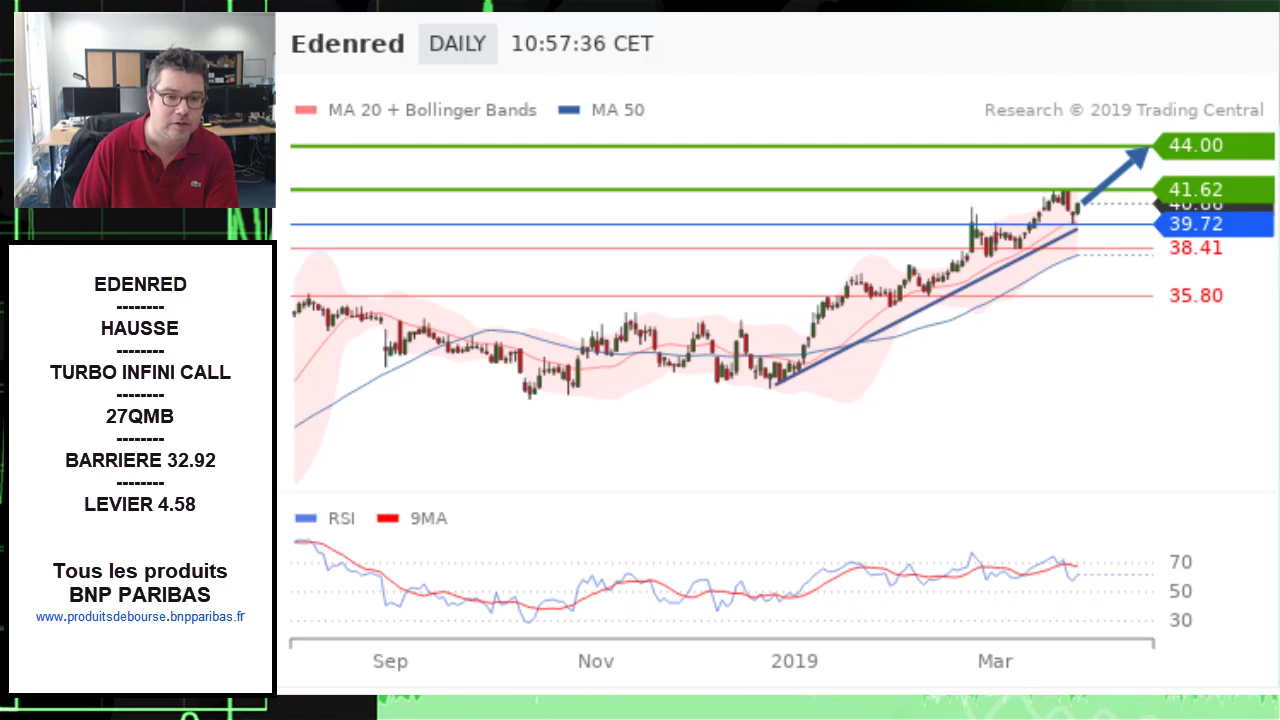 Edenred DAILY 10:57:36 CET
MA 20 + Bollinger Bands MA 50
Research © 2019 Trading Central
44.00
41.62
39.72
38.41
35.80
RSI 9MA
70
50
30
Sep Nov 2019 Mar
EDENRED
--------
HAUSSE
--------
TURBO INFINI CALL
--------
27QMB
--------
BARRIERE 32.92
--------
LEVIER 4.58
Tous les produits
BNP PARIBAS
www.produitsdebourse.bnpparibas.fr